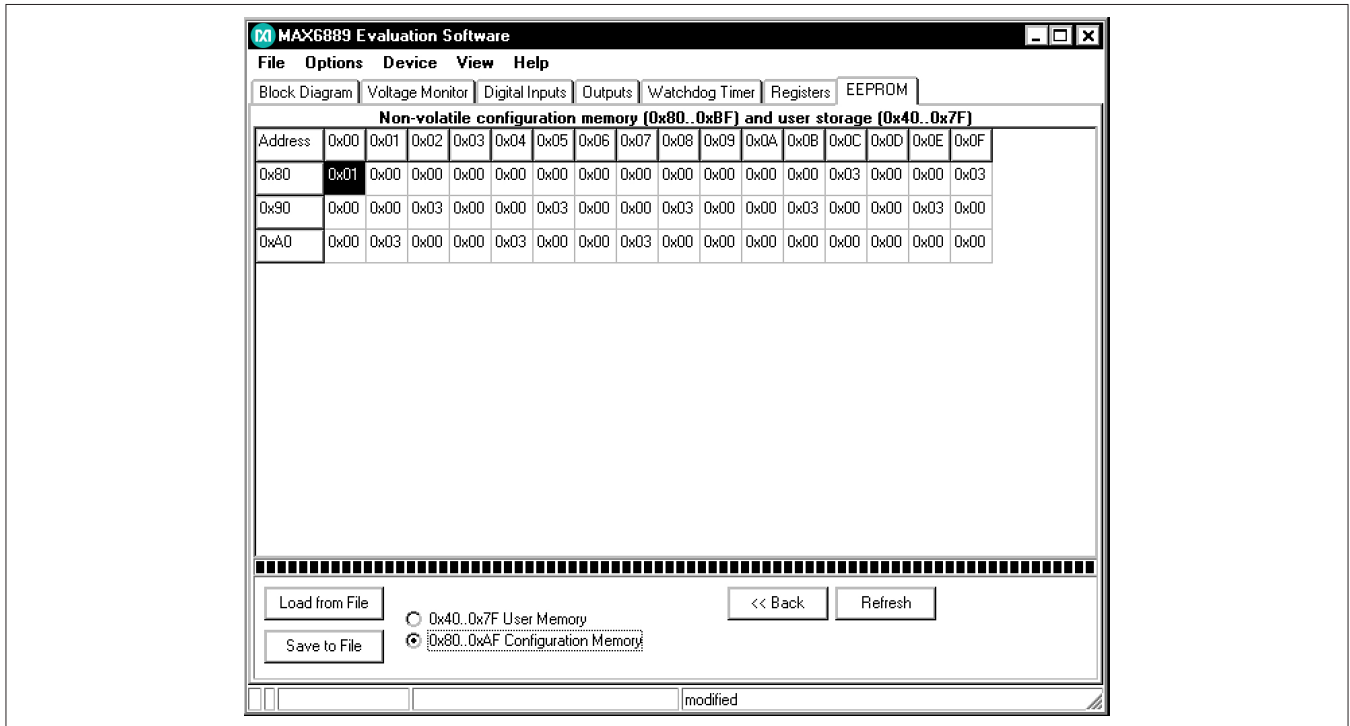 MAX6889 Evaluation Software
File Options Device View Help
Block Diagram Voltage Monitor Digital Inputs Outputs Watchdog Timer Registers EEPROM
Non-volatile configuration memory (0x80..0xBF) and user storage (0x40..0x7F)
Address 0x00 0x01 0x02 0x03 0x04 0x05 0x06 0x07 0x08 0x09 0x0A 0x0B 0x0C 0x0D 0x0E 0x0F
0x80 0x01 0x00 0x00 0x00 0x00 0x00 0x00 0x00 0x00 0x00 0x00 0x00 0x03 0x00 0x00 0x03
0x90 0x00 0x00 0x03 0x00 0x00 0x03 0x00 0x00 0x03 0x00 0x00 0x03 0x00 0x00 0x03 0x00
0xA0 0x00 0x03 0x00 0x00 0x03 0x00 0x00 0x03 0x00 0x00 0x00 0x00 0x00 0x00 0x00 0x00
Load from File
<< Back Refresh
0x40..0x7F User Memory
Save to File
0x80..0xAF Configuration Memory
modified